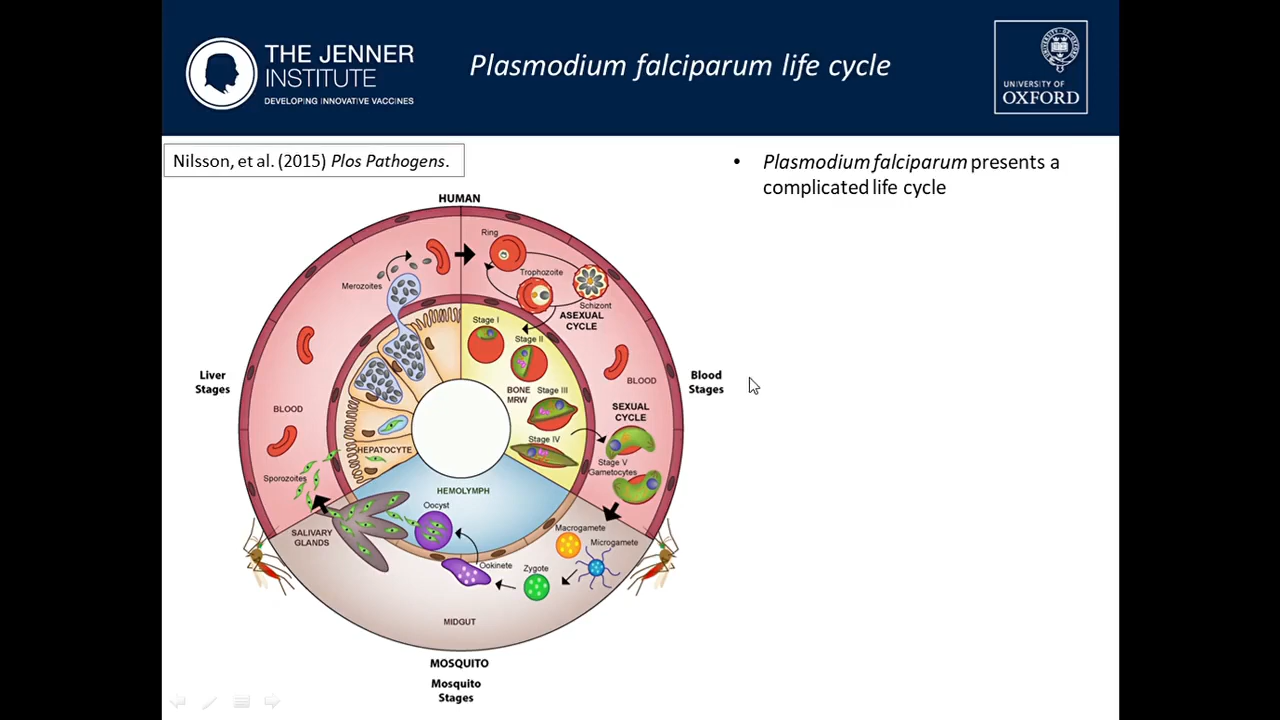 THE JENNER
INSTITUTE
DEVELOPING INNOVATIVE VACCINES
Plasmodium falciparum life cycle
UNIVERSITY OF
OXFORD
Nilsson, et al. (2015) Plos Pathogens.
• Plasmodium falciparum presents a
complicated life cycle
HUMAN
Ring
Merozoites
Trophozoite
Schizont
ASEXUAL
CYCLE
Stage I
Stage II
Liver
Stages
BLOOD
BONE
MRW
Stage III
BLOOD
Blood
Stages
SEXUAL
CYCLE
Stage IV
HEPATOCYTE
Stage V
Gametocytes
Sporozoites
HEMOLYMPH
Oocyst
SALIVARY
GLANDS
Macrogamete
Microgamete
Ookinete
Zygote
MIDGUT
MOSQUITO
Mosquito
Stages